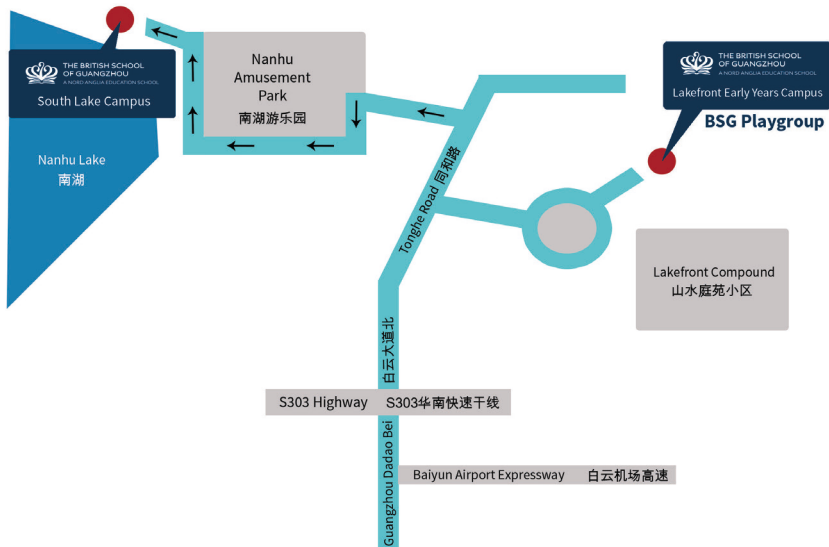 THE BRITISH SCHOOL
OF GUANGZHOU
A NORD ANGLIA EDUCATION SCHOOL
South Lake Campus
Nanhu
Amusement
Park
南湖游乐园
THE BRITISH SCHOOL
OF GUANGZHOU
A NORD ANGLIA EDUCATION SCHOOL
Lakefront Early Years Campus
BSG Playgroup
Nanhu Lake
南湖
Tonghe Road 同和路
Lakefront Compound
山水庭苑小区
白云大道北
S303 Highway S303华南快速干线
Guangzhou Dadao Bei
Baiyun Airport Expressway 白云机场高速